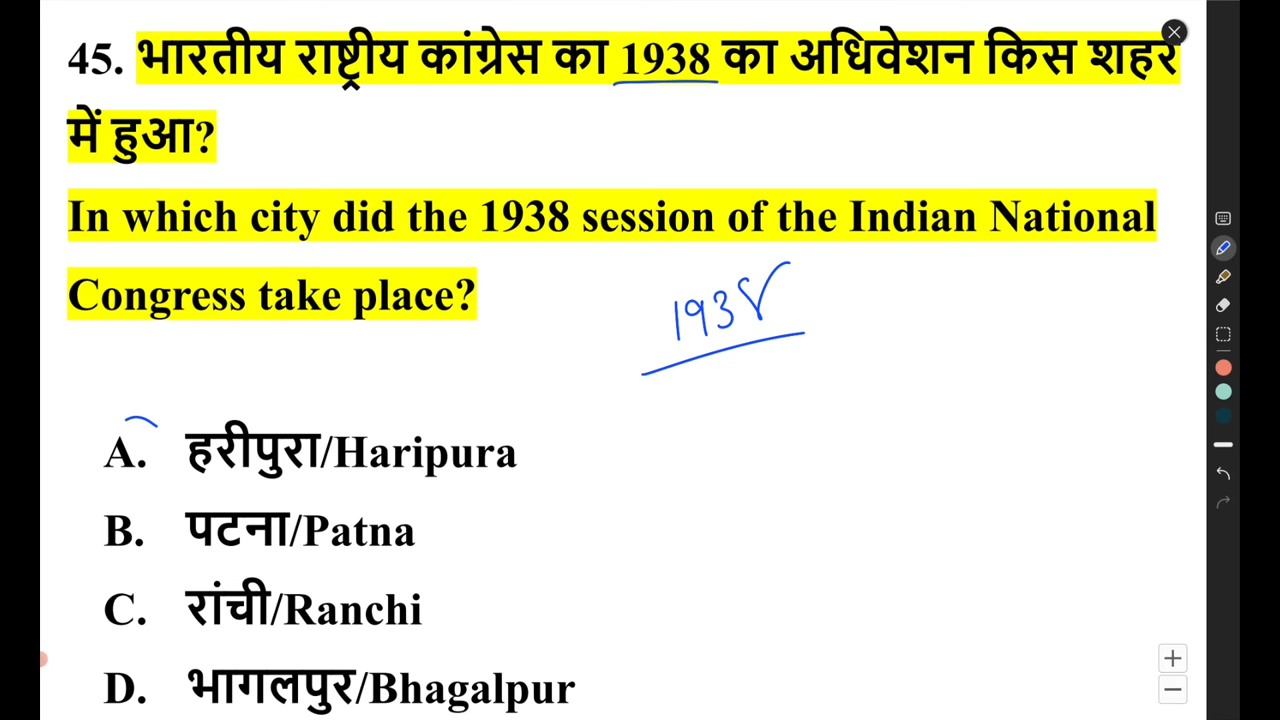 45. भारतीय राष्ट्रीय कांग्रेस का 1938 का अधिवेशन किस शहर
में हुआ?
In which city did the 1938 session of the Indian National
Congress take place?
1938
A. हरीपुरा/Haripura
B. पटना/Patna
C. रांची/Ranchi
D. भागलपुर/Bhagalpur